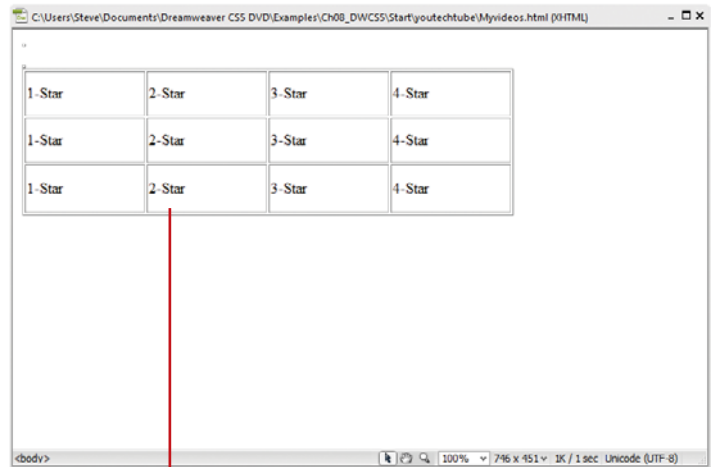 C:\Users\Steve\Documents\Dreamweaver CS5 DVD\Examples\Ch08_DWCS5\Start\youtechtube\Myvideos.html (XHTML)
1-Star 2-Star 3-Star 4-Star
1-Star 2-Star 3-Star 4-Star
1-Star 2-Star 3-Star 4-Star
<body> 100% 746 x 451 1K / 1 sec Unicode (UTF-8)